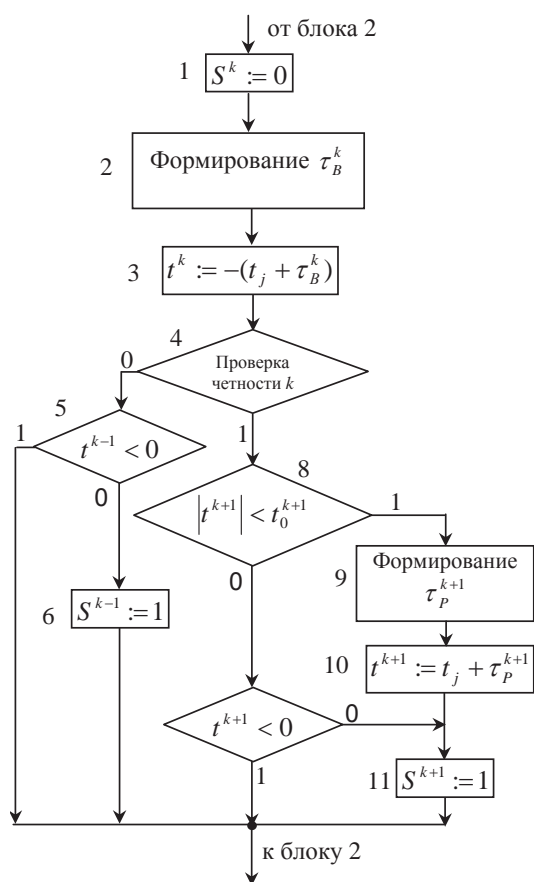 от блока 2
1
S^k := 0
2
Формирование τ_B^k
3
t^k := −(t_j + τ_B^k)
4
0
Проверка
четности k
5
1
t^{k−1} < 0
1
8
0
|t^{k+1}| < t_0^{k+1}
1
0
9
Формирование
τ_P^{k+1}
6
S^{k−1} := 1
10
t^{k+1} := t_j + τ_P^{k+1}
t^{k+1} < 0
0
1
11
S^{k+1} := 1
к блоку 2